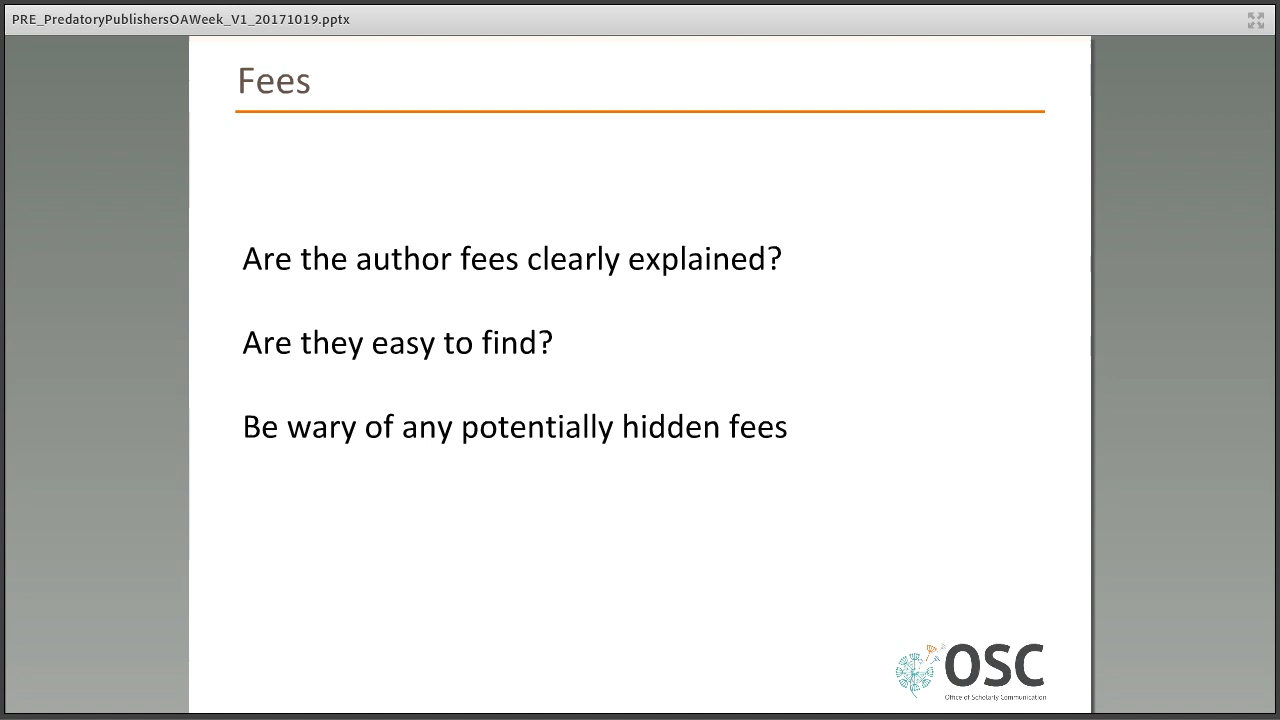 PRE_PredatoryPublishersOAWeek_V1_20171019.pptx
Fees
Are the author fees clearly explained?
Are they easy to find?
Be wary of any potentially hidden fees
OSC
Office of Scholarly Communication